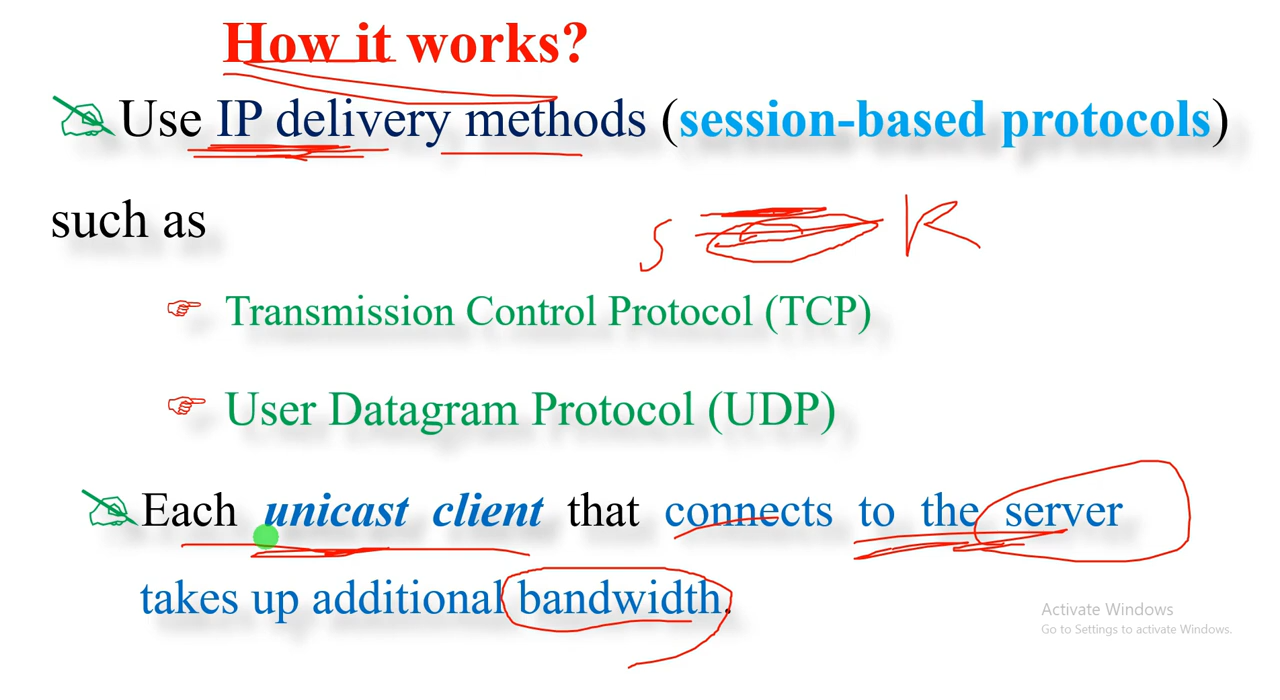 How it works?
Use IP delivery methods (session-based protocols)
such as
S R
Transmission Control Protocol (TCP)
User Datagram Protocol (UDP)
Each unicast client that connects to the server
takes up additional bandwidth.
Activate Windows
Go to Settings to activate Windows.